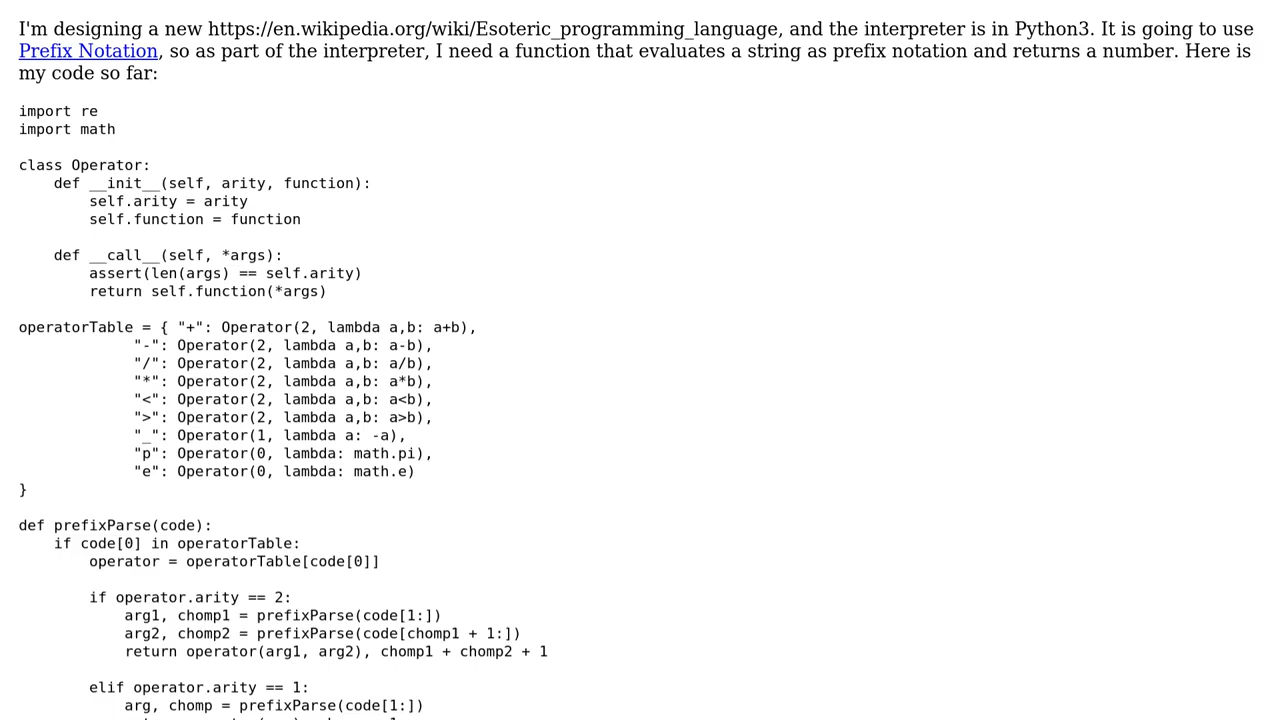 I'm designing a new https://en.wikipedia.org/wiki/Esoteric_programming_language, and the interpreter is in Python3. It is going to use
Prefix Notation, so as part of the interpreter, I need a function that evaluates a string as prefix notation and returns a number. Here is
my code so far:
import re
import math
class Operator:
    def __init__(self, arity, function):
        self.arity = arity
        self.function = function
    def __call__(self, *args):
        assert(len(args) == self.arity)
        return self.function(*args)
operatorTable = { "+": Operator(2, lambda a,b: a+b),
             "-": Operator(2, lambda a,b: a-b),
             "/": Operator(2, lambda a,b: a/b),
             "*": Operator(2, lambda a,b: a*b),
             "<": Operator(2, lambda a,b: a<b),
             ">": Operator(2, lambda a,b: a>b),
             "_": Operator(1, lambda a: -a),
             "p": Operator(0, lambda: math.pi),
             "e": Operator(0, lambda: math.e)
}
def prefixParse(code):
    if code[0] in operatorTable:
        operator = operatorTable[code[0]]
        if operator.arity == 2:
            arg1, chomp1 = prefixParse(code[1:])
            arg2, chomp2 = prefixParse(code[chomp1 + 1:])
            return operator(arg1, arg2), chomp1 + chomp2 + 1
        elif operator.arity == 1:
            arg, chomp = prefixParse(code[1:])